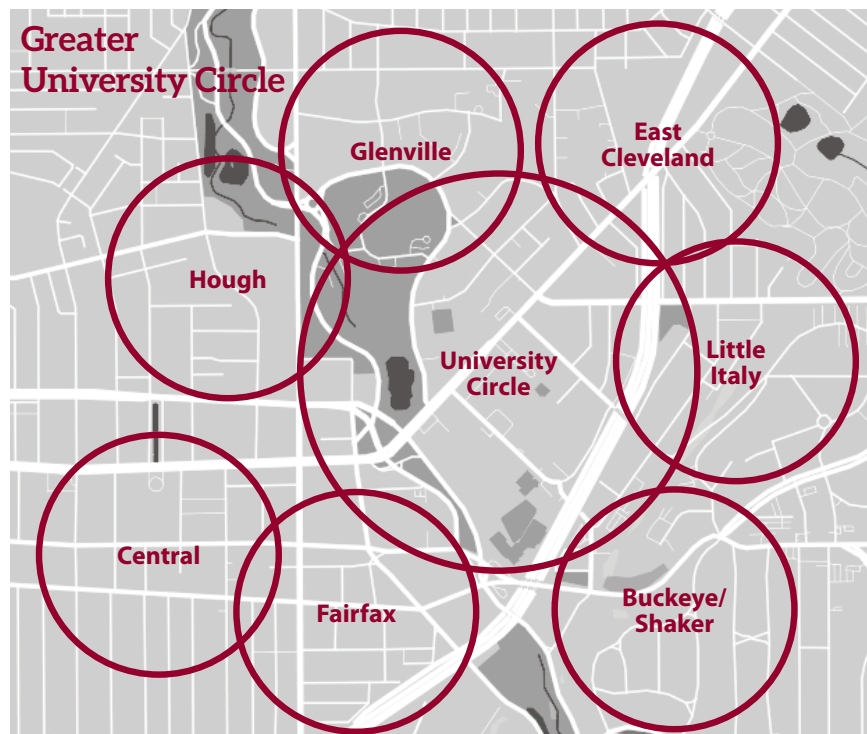 Greater
University Circle
Glenville
East
Cleveland
Hough
University
Circle
Little
Italy
Central
Fairfax
Buckeye/
Shaker